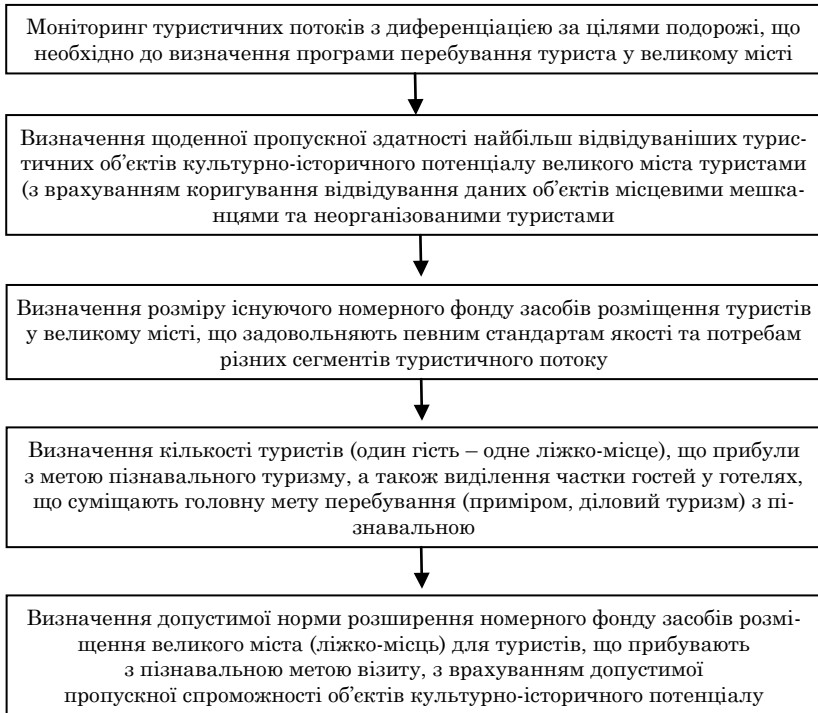 Моніторинг туристичних потоків з диференціацією за цілями подорожі, що
необхідно до визначення програми перебування туриста у великому місті
Визначення щоденної пропускної здатності найбільш відвідуваніших турис-
тичних об’єктів культурно-історичного потенціалу великого міста туристами
(з врахуванням коригування відвідування даних об’єктів місцевими мешка-
нцями та неорганізованими туристами
Визначення розміру існуючого номерного фонду засобів розміщення туристів
у великому місті, що задовольняють певним стандартам якості та потребам
різних сегментів туристичного потоку
Визначення кількості туристів (один гість – одне ліжко-місце), що прибули
з метою пізнавального туризму, а також виділення частки гостей у готелях,
що суміщають головну мету перебування (приміром, діловий туризм) з пі-
знавальною
Визначення допустимої норми розширення номерного фонду засобів розмі-
щення великого міста (ліжко-місць) для туристів, що прибувають
з пізнавальною метою візиту, з врахуванням допустимої
пропускної спроможності об’єктів культурно-історичного потенціалу